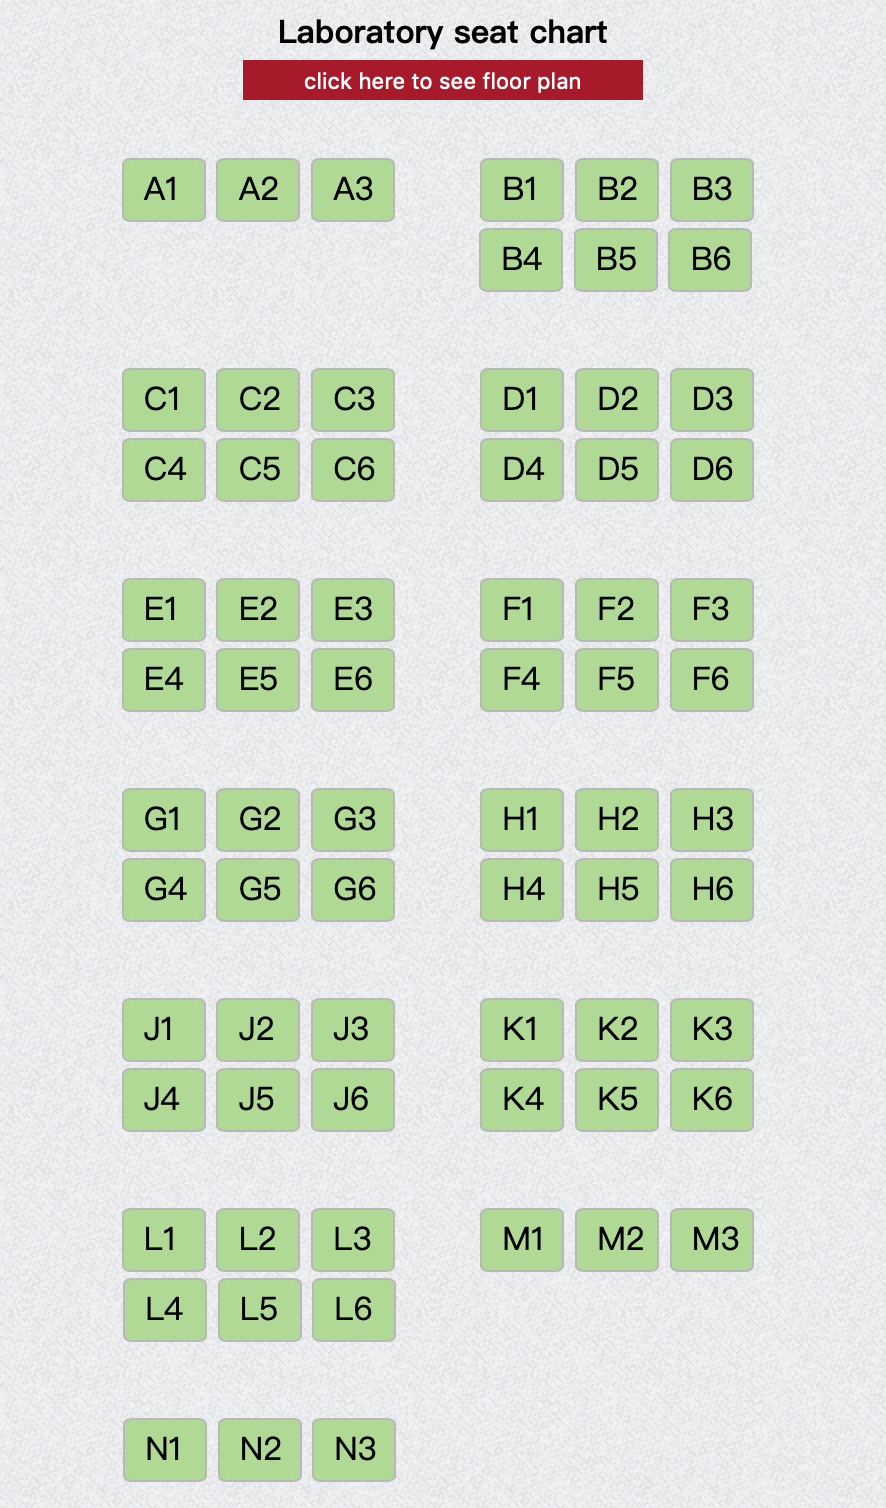 Laboratory seat chart
click here to see floor plan
A1 A2 A3 B1 B2 B3
B4 B5 B6
C1 C2 C3 D1 D2 D3
C4 C5 C6 D4 D5 D6
E1 E2 E3 F1 F2 F3
E4 E5 E6 F4 F5 F6
G1 G2 G3 H1 H2 H3
G4 G5 G6 H4 H5 H6
J1 J2 J3 K1 K2 K3
J4 J5 J6 K4 K5 K6
L1 L2 L3 M1 M2 M3
L4 L5 L6
N1 N2 N3